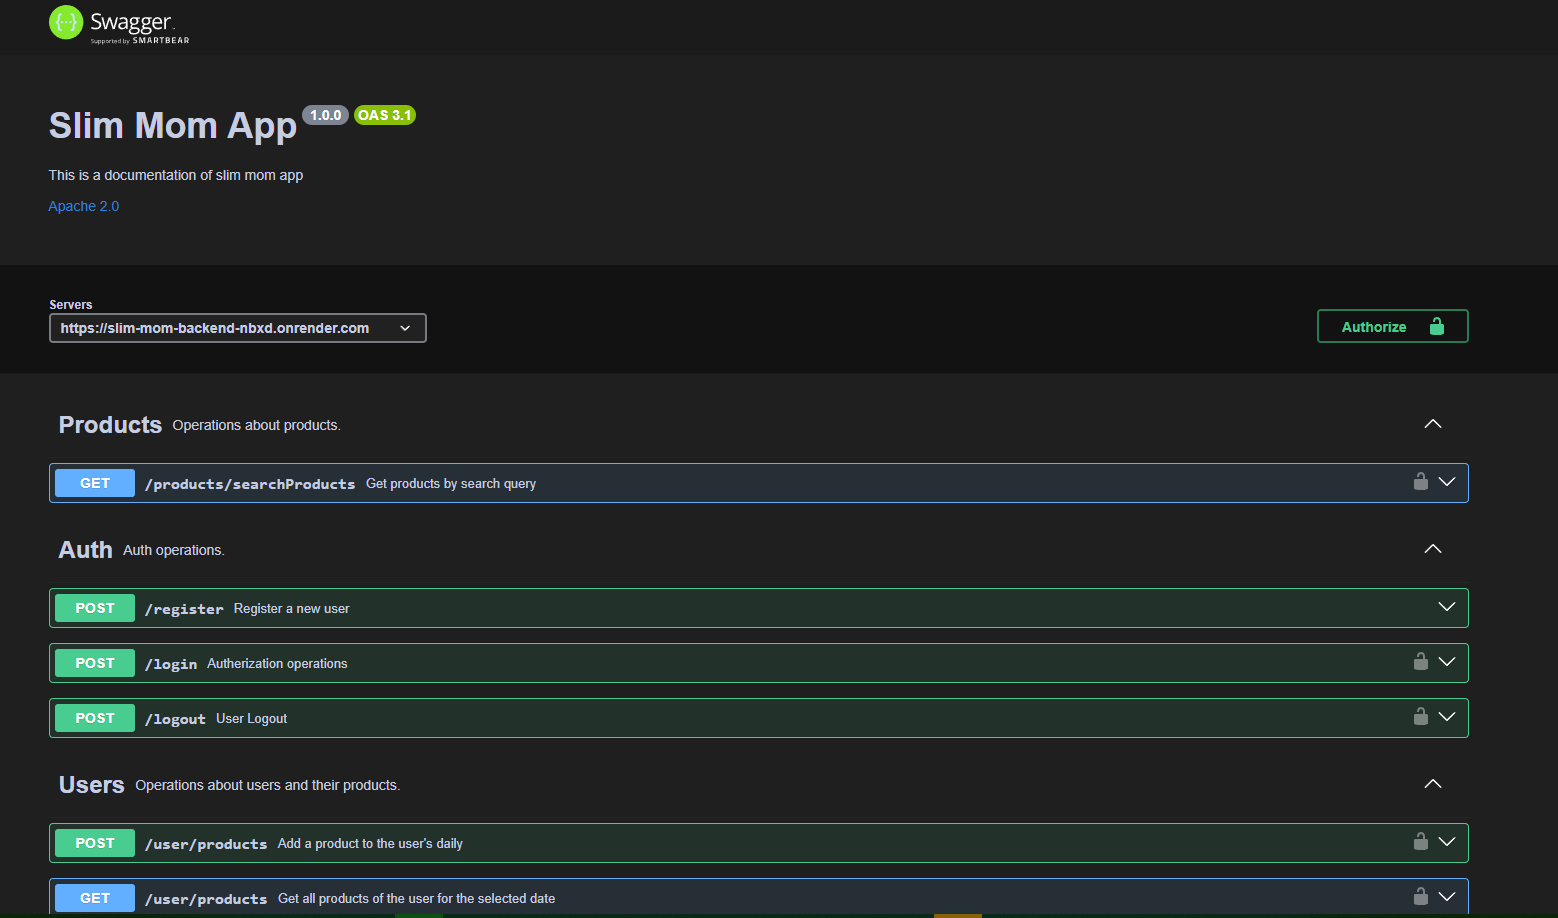 Swagger
Supported by SMARTBEAR
Slim Mom App 1.0.0 OAS 3.1
This is a documentation of slim mom app
Apache 2.0
Servers
https://slim-mom-backend-nbxd.onrender.com
Authorize
Products Operations about products.
GET /products/searchProducts Get products by search query
Auth Auth operations.
POST /register Register a new user
POST /login Autherization operations
POST /logout User Logout
Users Operations about users and their products.
POST /user/products Add a product to the user's daily
GET /user/products Get all products of the user for the selected date